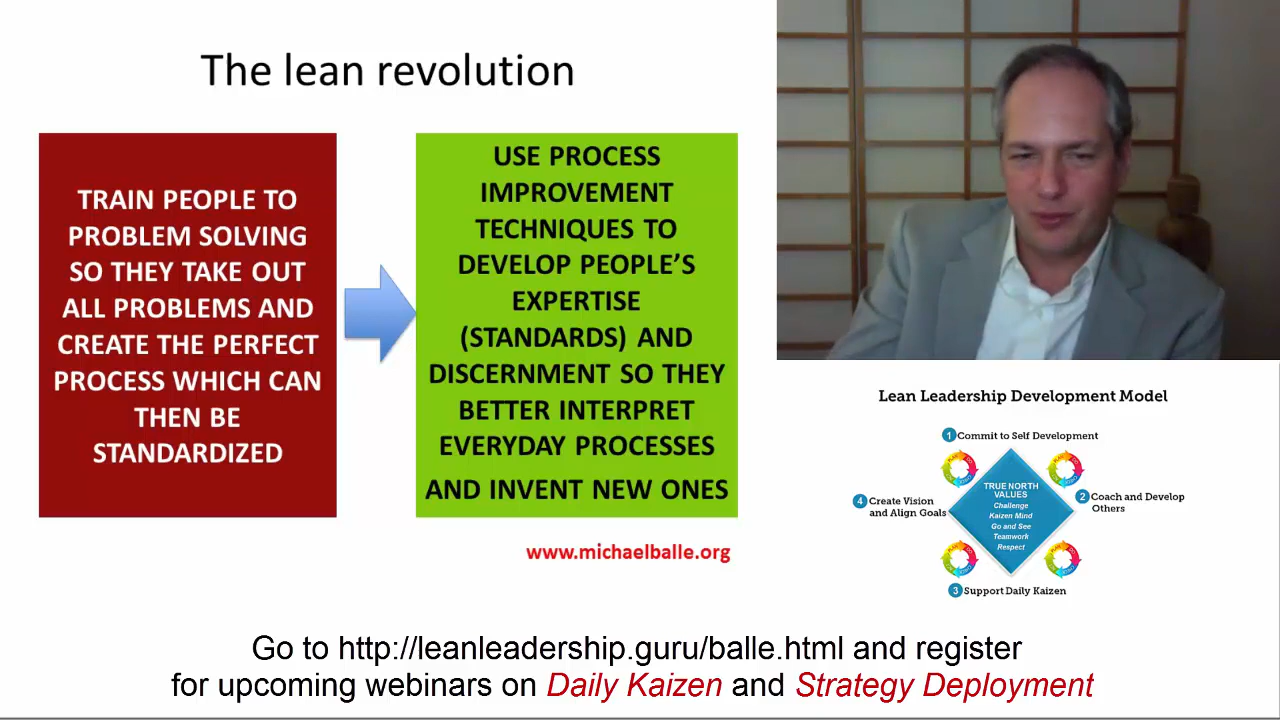 The lean revolution
TRAIN PEOPLE TO
PROBLEM SOLVING
SO THEY TAKE OUT
ALL PROBLEMS AND
CREATE THE PERFECT
PROCESS WHICH CAN
THEN BE
STANDARDIZED
USE PROCESS
IMPROVEMENT
TECHNIQUES TO
DEVELOP PEOPLE’S
EXPERTISE
(STANDARDS) AND
DISCERNMENT SO THEY
BETTER INTERPRET
EVERYDAY PROCESSES
AND INVENT NEW ONES
www.michaelballe.org
Lean Leadership Development Model
1 Commit to Self Development
2 Coach and Develop
Others
3 Support Daily Kaizen
4 Create Vision
and Align Goals
TRUE NORTH
VALUES
Challenge
Kaizen Mind
Go and See
Teamwork
Respect
Go to http://leanleadership.guru/balle.html and register
for upcoming webinars on Daily Kaizen and Strategy Deployment